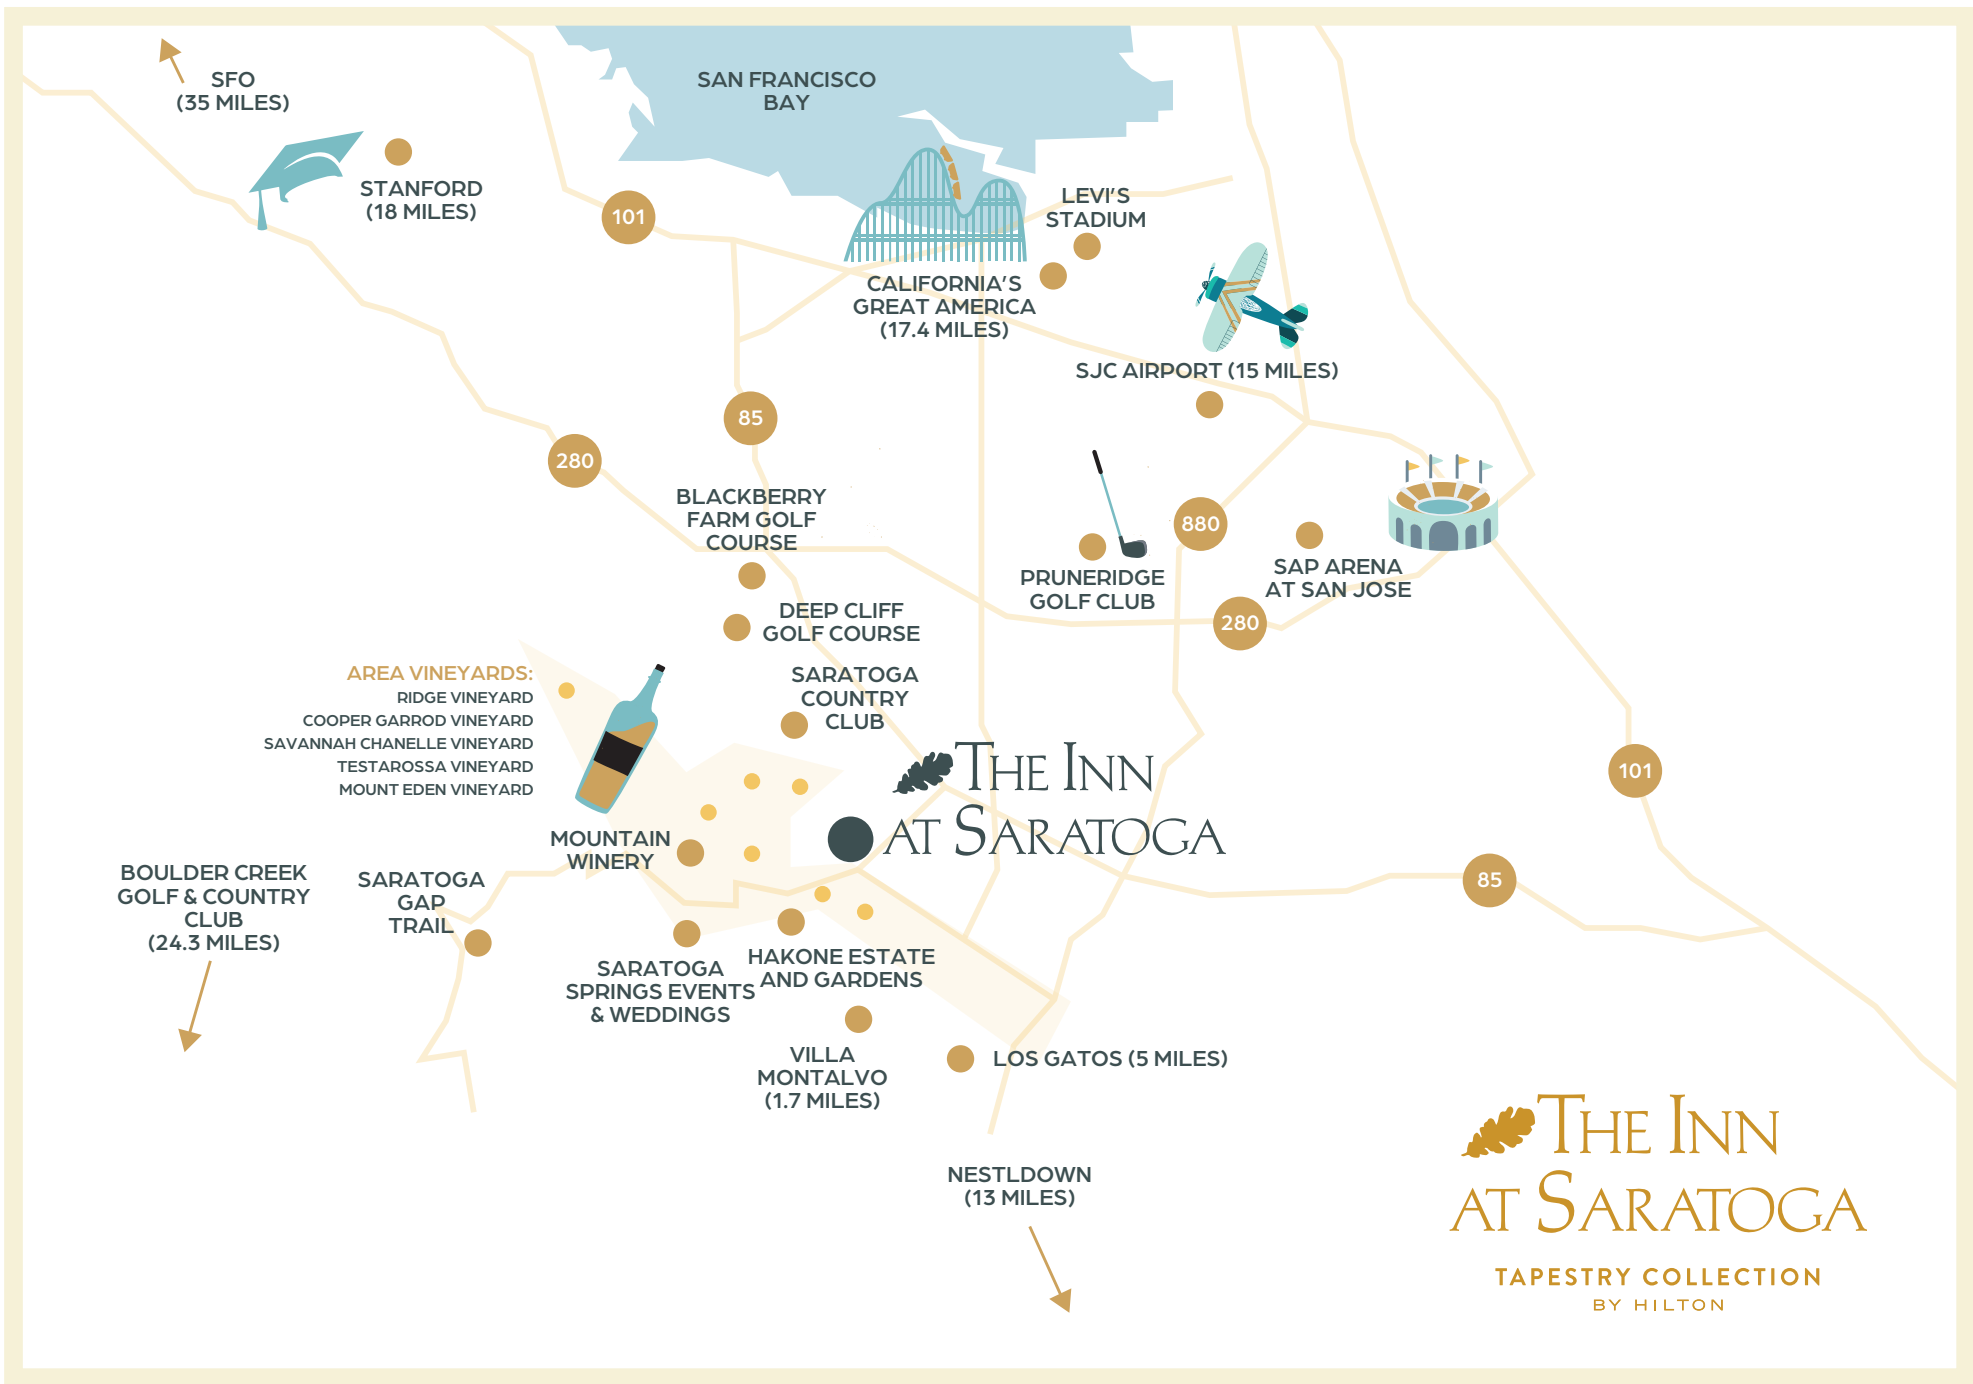 SFO
(35 MILES)
SAN FRANCISCO
BAY
STANFORD
(18 MILES)
101
LEVI'S
STADIUM
CALIFORNIA'S
GREAT AMERICA
(17.4 MILES)
SJC AIRPORT (15 MILES)
85
280
BLACKBERRY
FARM GOLF
COURSE
880
PRUNERIDGE
GOLF CLUB
SAP ARENA
AT SAN JOSE
280
DEEP CLIFF
GOLF COURSE
AREA VINEYARDS:
RIDGE VINEYARD
COOPER GARROD VINEYARD
SAVANNAH CHANELLE VINEYARD
TESTAROSSA VINEYARD
MOUNT EDEN VINEYARD
SARATOGA
COUNTRY
CLUB
THE INN
AT SARATOGA
101
MOUNTAIN
WINERY
BOULDER CREEK
GOLF & COUNTRY
CLUB
(24.3 MILES)
SARATOGA
GAP
TRAIL
85
SARATOGA
SPRINGS EVENTS
& WEDDINGS
HAKONE ESTATE
AND GARDENS
VILLA
MONTALVO
(1.7 MILES)
LOS GATOS (5 MILES)
NESTLDOWN
(13 MILES)
THE INN
AT SARATOGA
TAPESTRY COLLECTION
BY HILTON